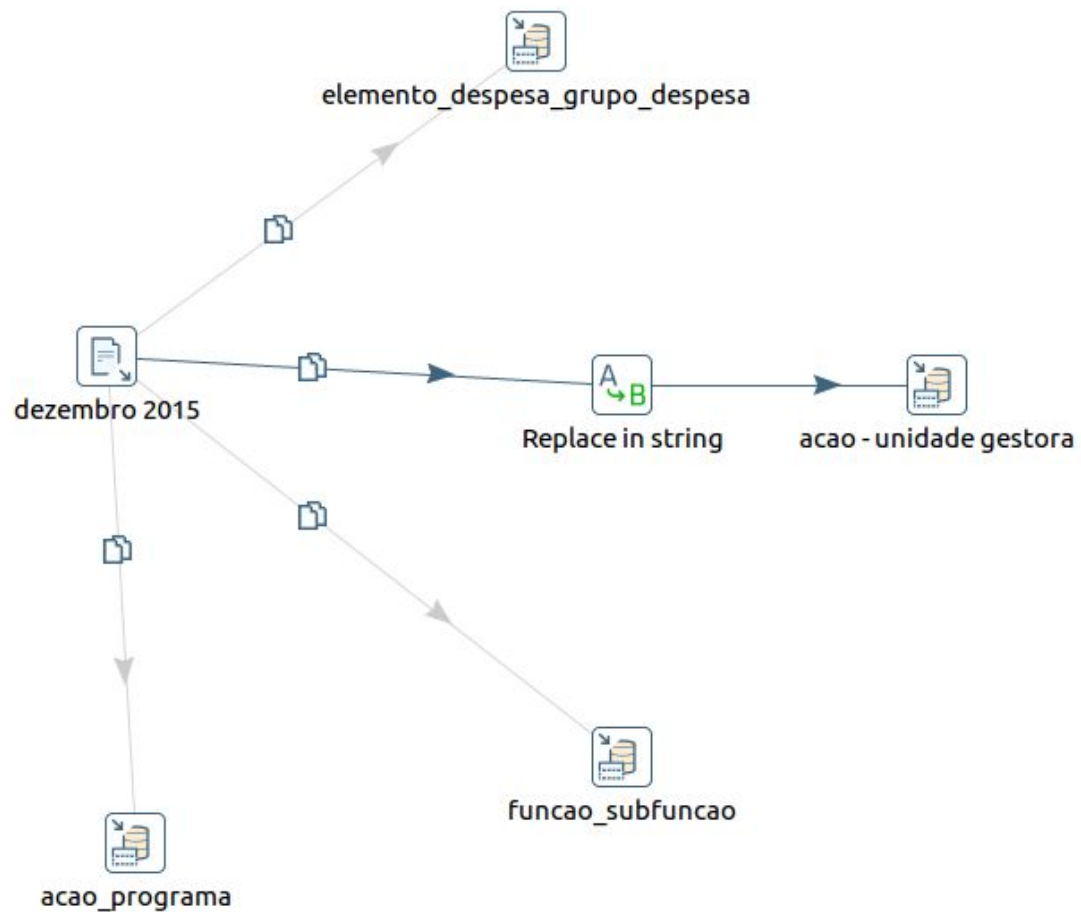 elemento_despesa_grupo_despesa
dezembro 2015
A
B
Replace in string
acao - unidade gestora
funcao_subfuncao
acao_programa